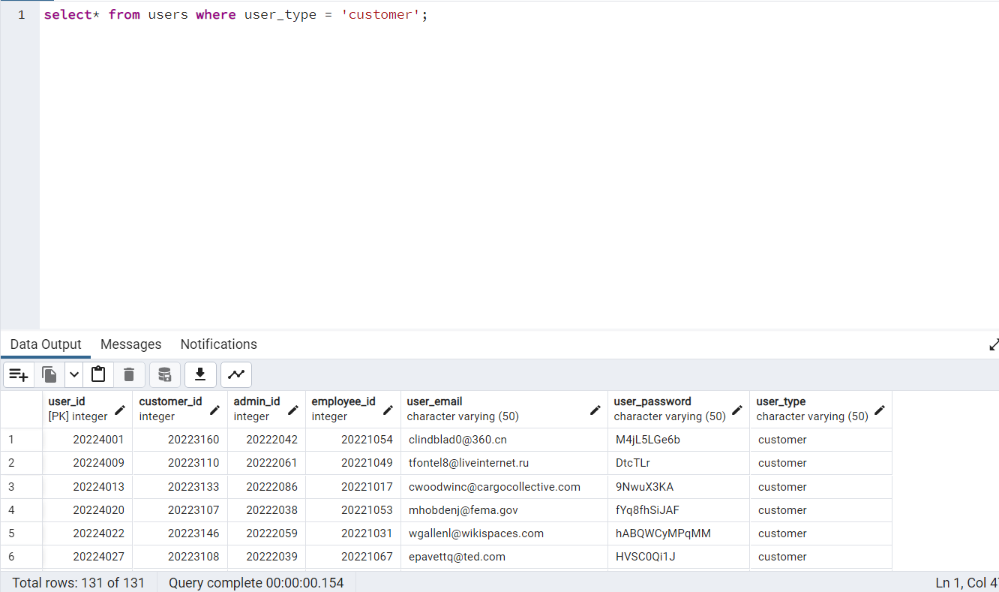 1 select* from users where user_type = 'customer';
Data Output Messages Notifications
user_id customer_id admin_id employee_id user_email user_password user_type
[PK] integer integer integer integer character varying (50) character varying (50) character varying (50)
1 20224001 20223160 20222042 20221054 clindblad0@360.cn M4jL5LGe6b customer
2 20224009 20223110 20222061 20221049 tfontel8@liveinternet.ru DtcTLr customer
3 20224013 20223133 20222086 20221017 cwoodwinc@cargocollective.com 9NwuX3KA customer
4 20224020 20223107 20222038 20221053 mhobdenj@fema.gov fYq8fhSiJAF customer
5 20224022 20223146 20222059 20221031 wgallenl@wikispaces.com hABQWCyMPqMM customer
6 20224027 20223108 20222039 20221067 epavettq@ted.com HVSC0Qi1J customer
Total rows: 131 of 131 Query complete 00:00:00.154 Ln 1, Col 4